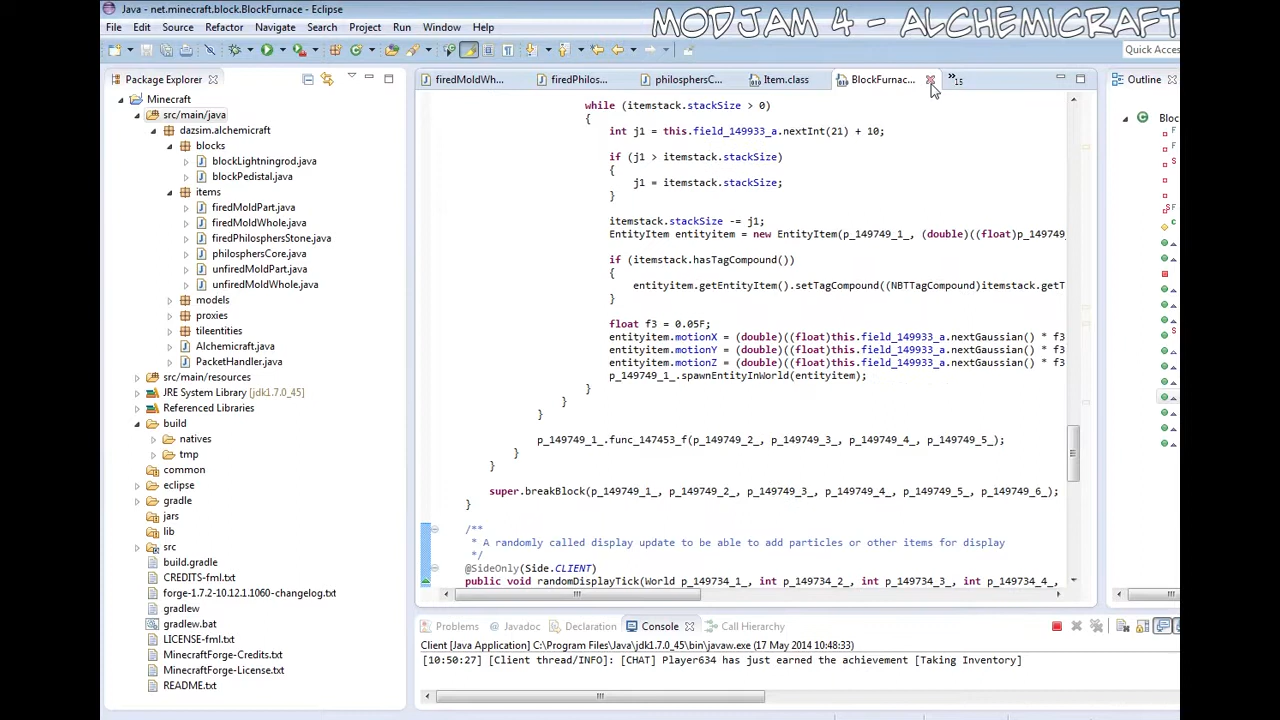 Java - net.minecraft.block.BlockFurnace - Eclipse
MODJAM 4 - ALCHEMICRAFT
File Edit Source Refactor Navigate Search Project Run Window Help
Quick Acces
Package Explorer
firedMoldWh...
firedPhilos...
philosphersC...
Item.class
BlockFurnac...
15
Outline
Minecraft
src/main/java
dazsim.alchemicraft
blocks
blockLightningrod.java
blockPedistal.java
items
firedMoldPart.java
firedMoldWhole.java
firedPhilosphersStone.java
philosphersCore.java
unfiredMoldPart.java
unfiredMoldWhole.java
models
proxies
tileentities
Alchemicraft.java
PacketHandler.java
src/main/resources
JRE System Library [jdk1.7.0_45]
Referenced Libraries
build
natives
tmp
common
eclipse
gradle
jars
lib
src
build.gradle
CREDITS-fml.txt
forge-1.7.2-10.12.1.1060-changelog.txt
gradlew
gradlew.bat
LICENSE-fml.txt
MinecraftForge-Credits.txt
MinecraftForge-License.txt
README.txt
while (itemstack.stackSize > 0)
{
int j1 = this.field_149933_a.nextInt(21) + 10;
if (j1 > itemstack.stackSize)
{
j1 = itemstack.stackSize;
}
itemstack.stackSize -= j1;
EntityItem entityitem = new EntityItem(p_149749_1_, (double)((float)p_149749_
if (itemstack.hasTagCompound())
{
entityitem.getEntityItem().setTagCompound((NBTTagCompound)itemstack.getT
}
float f3 = 0.05F;
entityitem.motionX = (double)((float)this.field_149933_a.nextGaussian() * f3
entityitem.motionY = (double)((float)this.field_149933_a.nextGaussian() * f3
entityitem.motionZ = (double)((float)this.field_149933_a.nextGaussian() * f3
p_149749_1_.spawnEntityInWorld(entityitem);
}
}
}
p_149749_1_.func_147453_f(p_149749_2_, p_149749_3_, p_149749_4_, p_149749_5_);
}
}
super.breakBlock(p_149749_1_, p_149749_2_, p_149749_3_, p_149749_4_, p_149749_5_, p_149749_6_);
}
/**
* A randomly called display update to be able to add particles or other items for display
*/
@SideOnly(Side.CLIENT)
public void randomDisplayTick(World p_149734_1_, int p_149734_2_, int p_149734_3_, int p_149734_4_,
Bloc
F
F
S
S F
c
S
S
Problems Javadoc Declaration Console Call Hierarchy
Client [Java Application] C:\Program Files\Java\jdk1.7.0_45\bin\javaw.exe (17 May 2014 10:48:33)
[10:50:27] [Client thread/INFO]: [CHAT] Player634 has just earned the achievement [Taking Inventory]